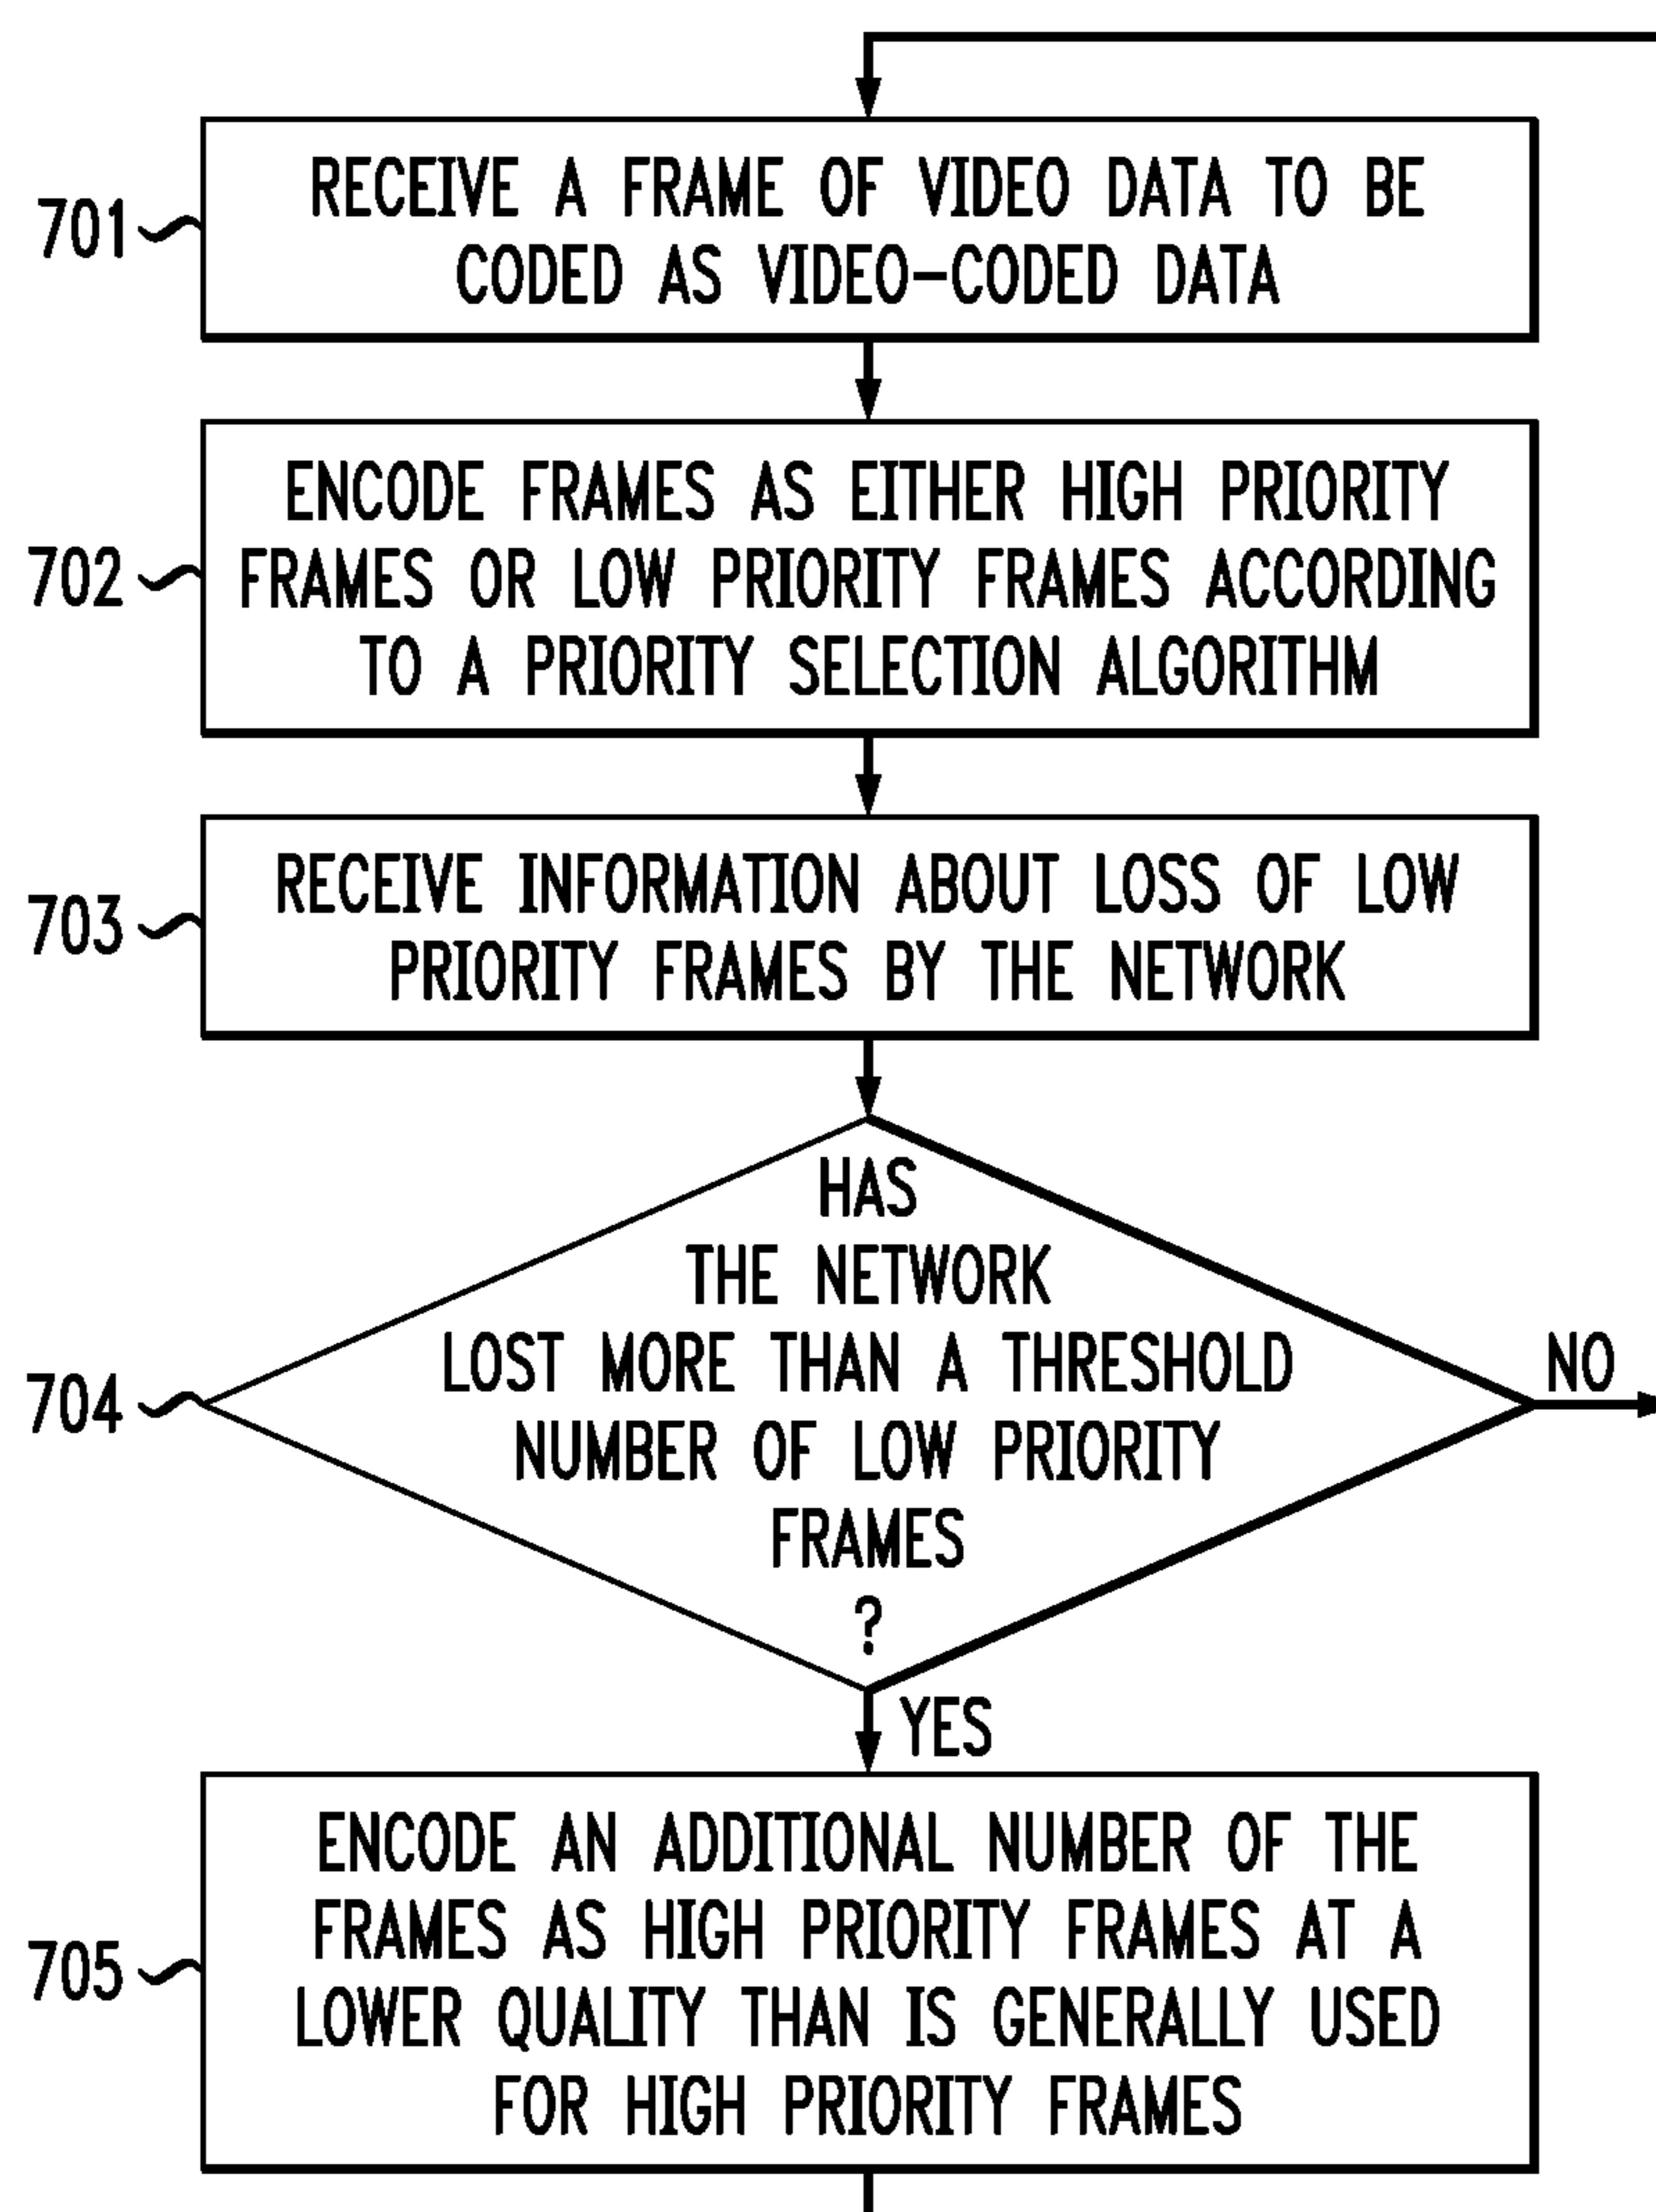 RECEIVE A FRAME OF VIDEO DATA TO BE
CODED AS VIDEO-CODED DATA
701
ENCODE FRAMES AS EITHER HIGH PRIORITY
FRAMES OR LOW PRIORITY FRAMES ACCORDING
TO A PRIORITY SELECTION ALGORITHM
702
RECEIVE INFORMATION ABOUT LOSS OF LOW
PRIORITY FRAMES BY THE NETWORK
703
HAS
THE NETWORK
LOST MORE THAN A THRESHOLD
NUMBER OF LOW PRIORITY
FRAMES
?
704
NO
YES
ENCODE AN ADDITIONAL NUMBER OF THE
FRAMES AS HIGH PRIORITY FRAMES AT A
LOWER QUALITY THAN IS GENERALLY USED
FOR HIGH PRIORITY FRAMES
705